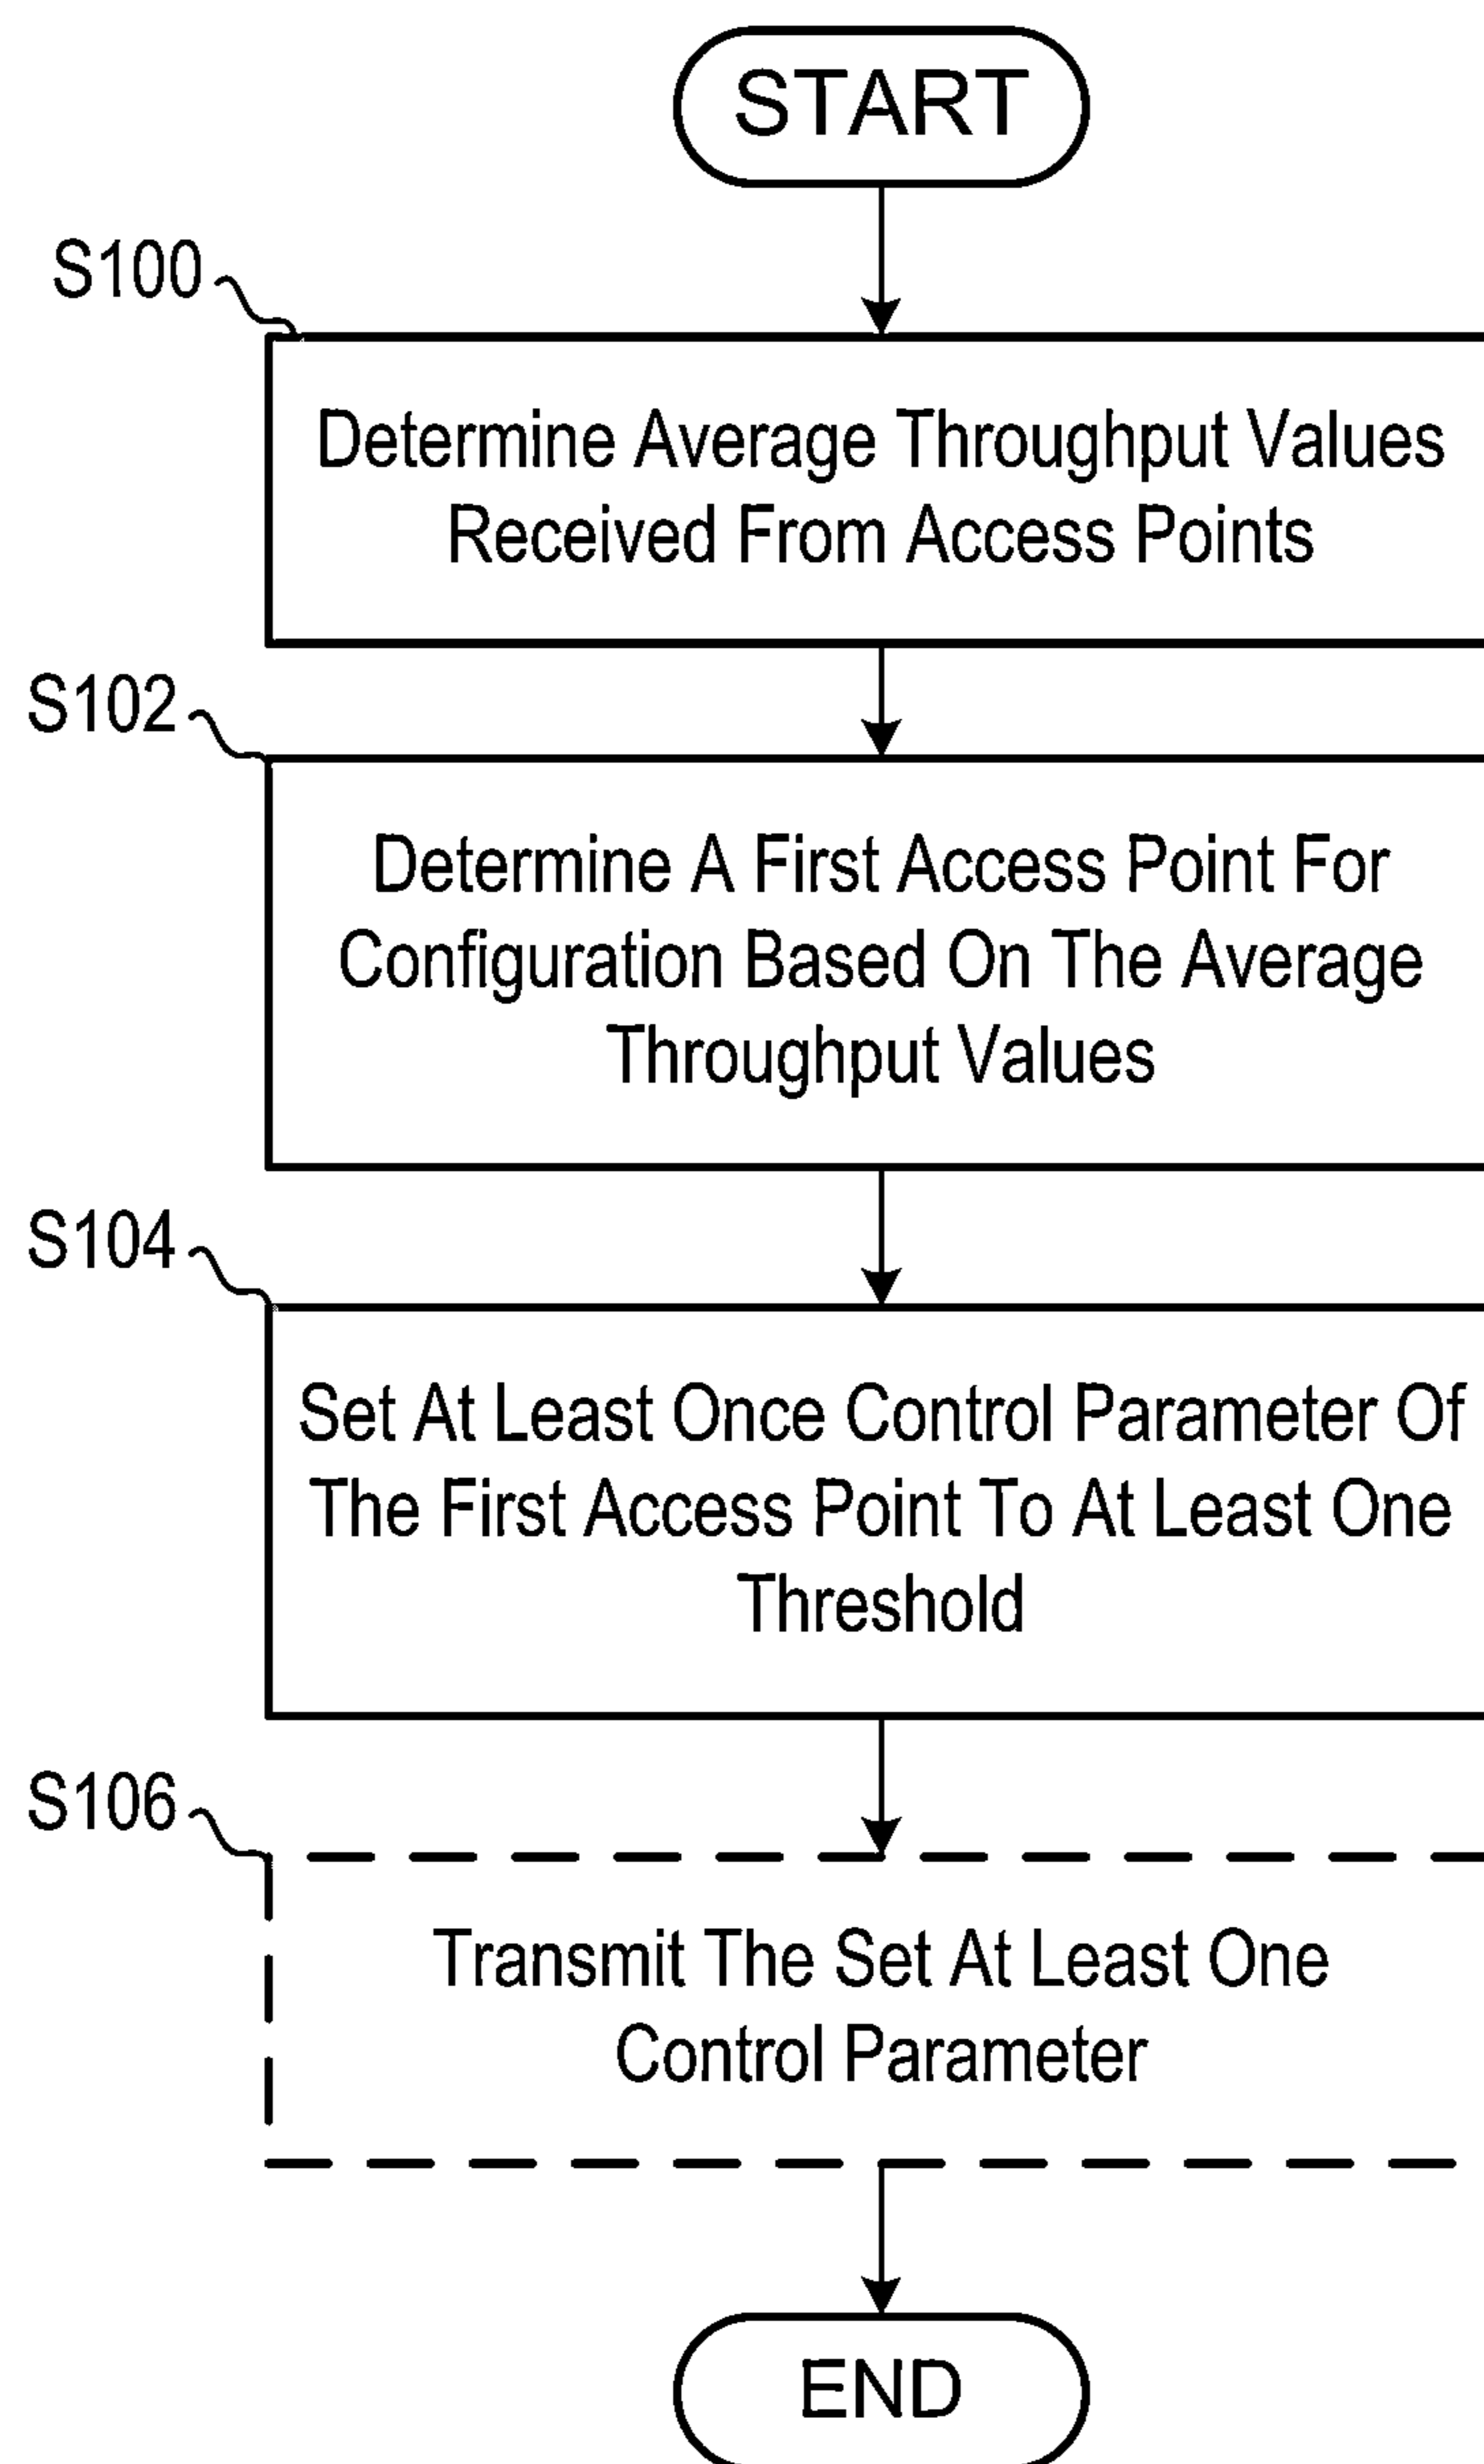 START
S100
Determine Average Throughput Values
Received From Access Points
S102
Determine A First Access Point For
Configuration Based On The Average
Throughput Values
S104
Set At Least Once Control Parameter Of
The First Access Point To At Least One
Threshold
S106
Transmit The Set At Least One
Control Parameter
END